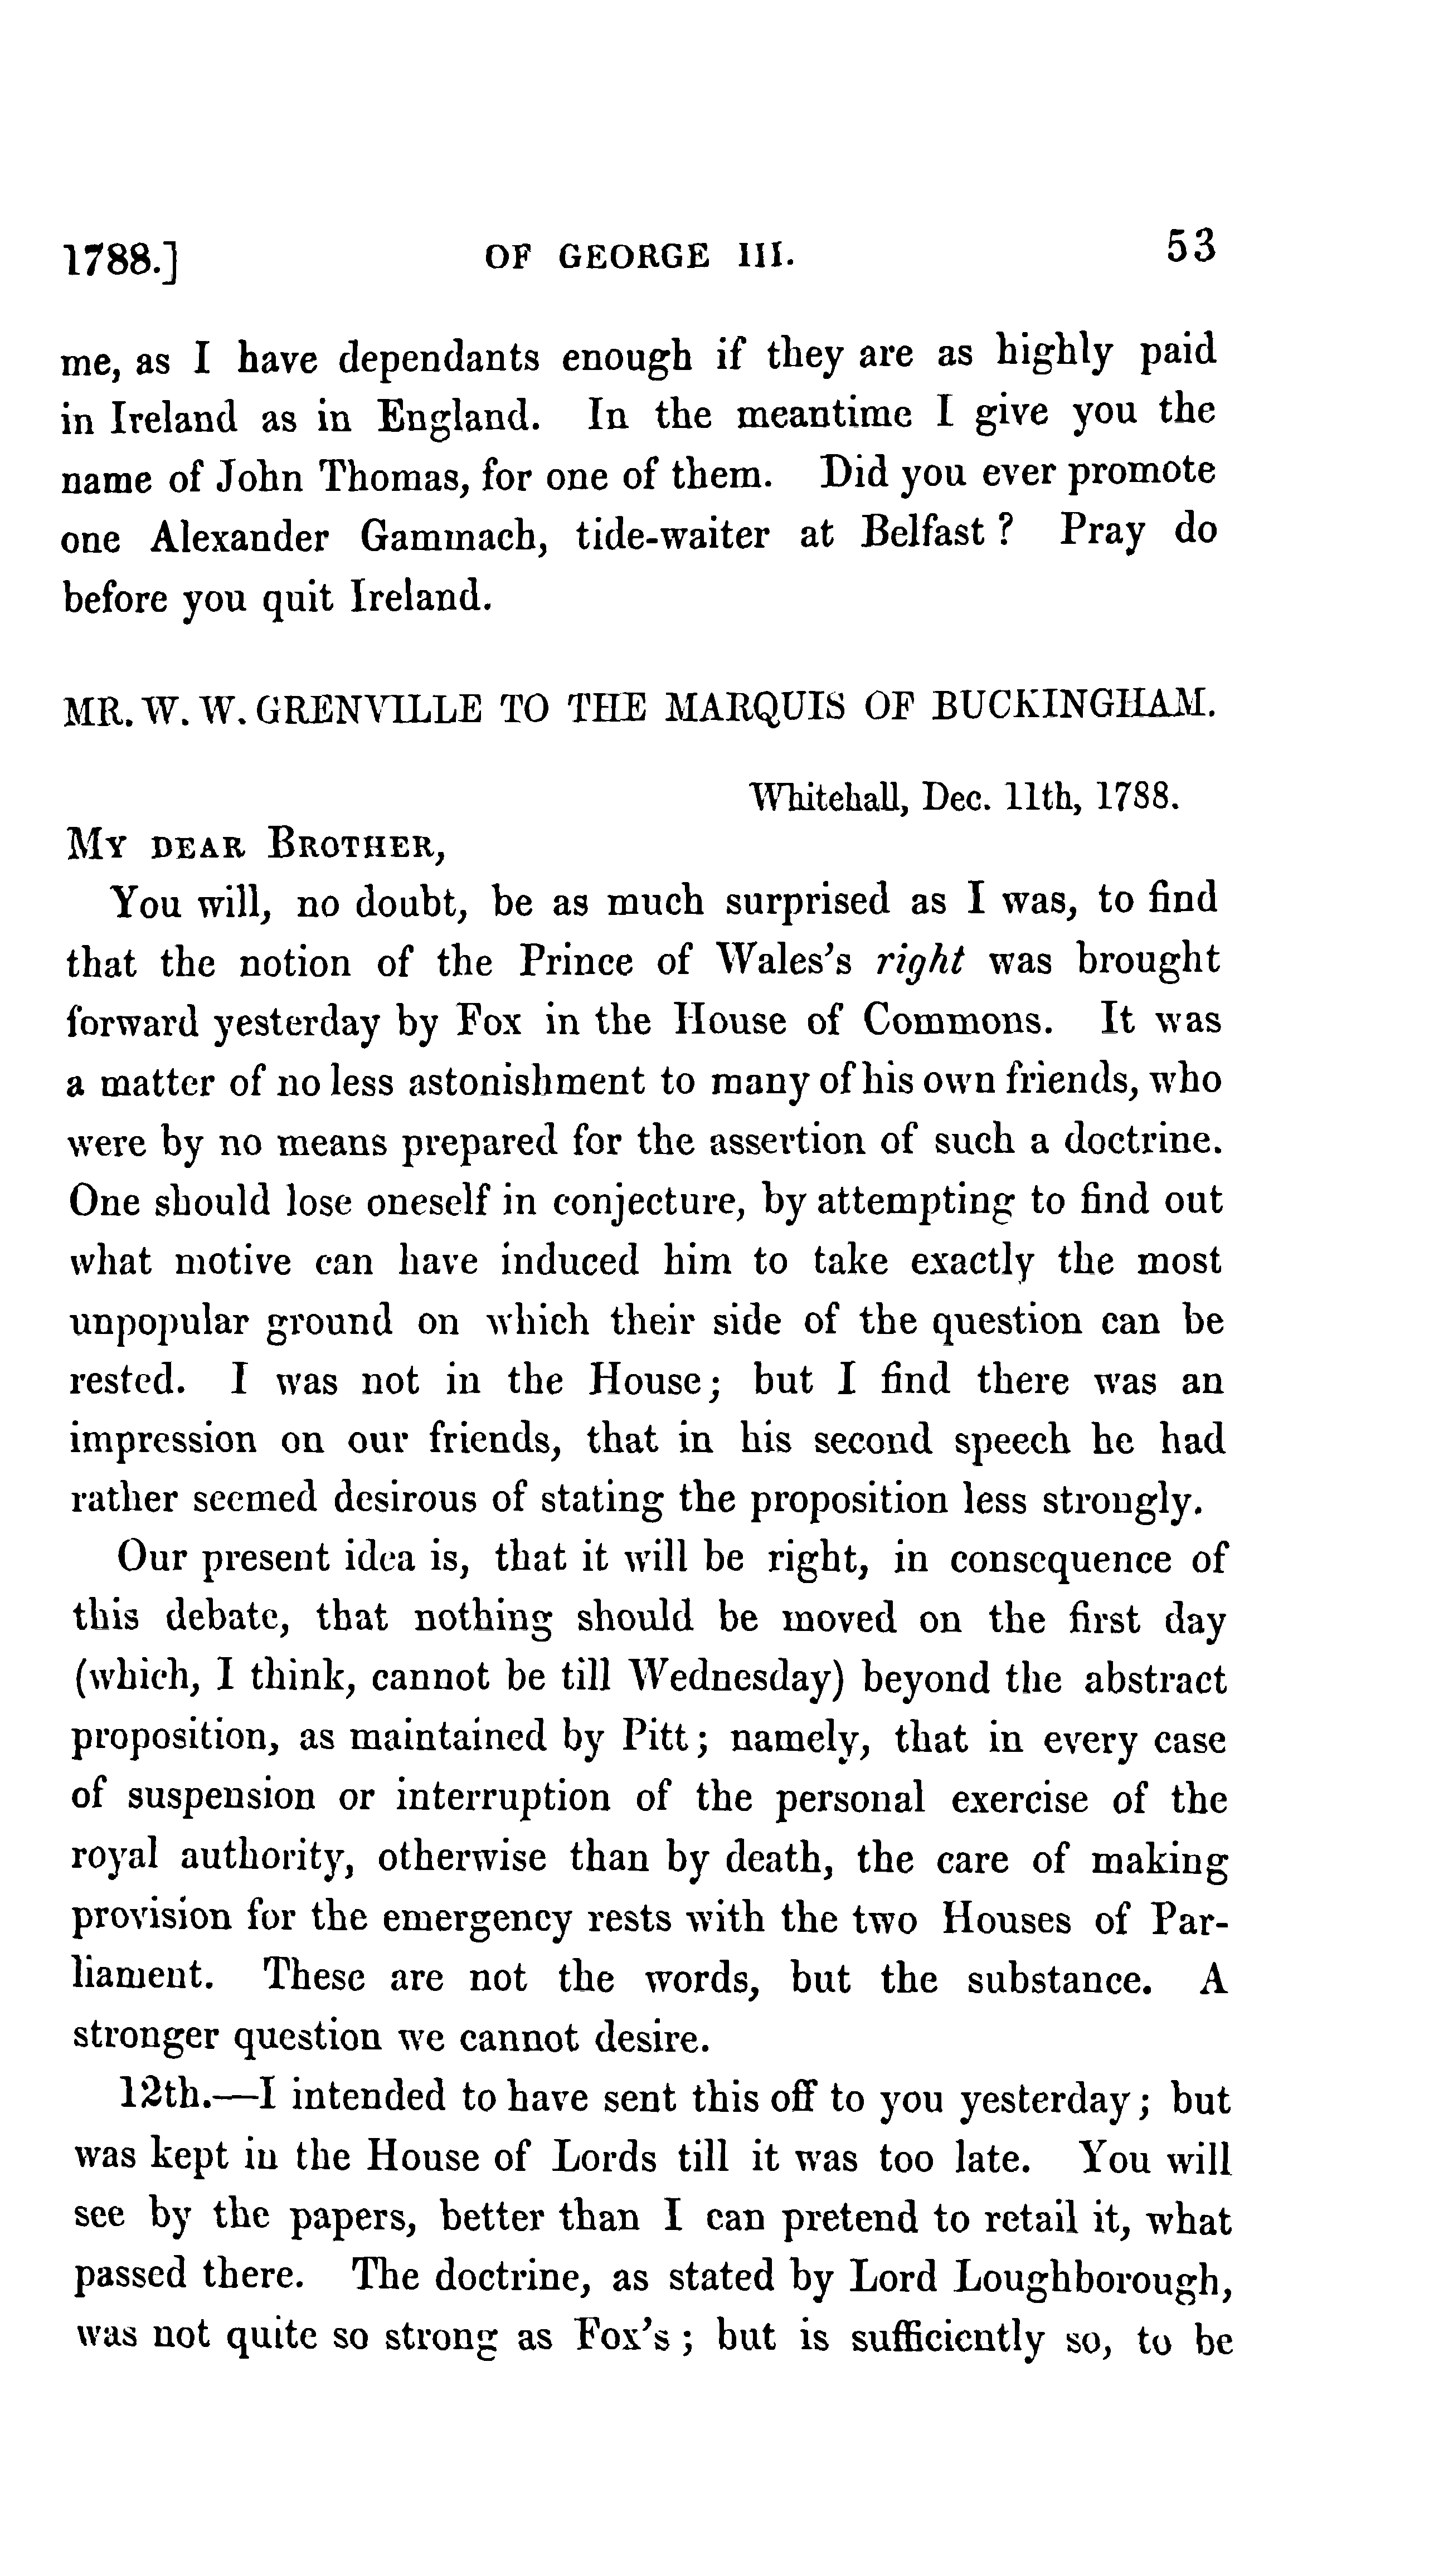 1788.] OF GEORGE III. 53
me, as I have dependants enough if they are as highly paid
in Ireland as in England. In the meantime I give you the
name of John Thomas, for one of them. Did you ever promote
one Alexander Gammach, tide-waiter at Belfast? Pray do
before you quit Ireland.
MR. W. W. GRENVILLE TO THE MARQUIS OF BUCKINGHAM.
Whitehall, Dec. 11th, 1788.
MY DEAR BROTHER,
You will, no doubt, be as much surprised as I was, to find
that the notion of the Prince of Wales's right was brought
forward yesterday by Fox in the House of Commons. It was
a matter of no less astonishment to many of his own friends, who
were by no means prepared for the assertion of such a doctrine.
One should lose oneself in conjecture, by attempting to find out
what motive can have induced him to take exactly the most
unpopular ground on which their side of the question can be
rested. I was not in the House; but I find there was an
impression on our friends, that in his second speech he had
rather seemed desirous of stating the proposition less strongly.
Our present idea is, that it will be right, in consequence of
this debate, that nothing should be moved on the first day
(which, I think, cannot be till Wednesday) beyond the abstract
proposition, as maintained by Pitt; namely, that in every case
of suspension or interruption of the personal exercise of the
royal authority, otherwise than by death, the care of making
provision for the emergency rests with the two Houses of Par-
liament. These are not the words, but the substance. A
stronger question we cannot desire.
12th.—I intended to have sent this off to you yesterday; but
was kept in the House of Lords till it was too late. You will
see by the papers, better than I can pretend to retail it, what
passed there. The doctrine, as stated by Lord Loughborough,
was not quite so strong as Fox's; but is sufficiently so, to be